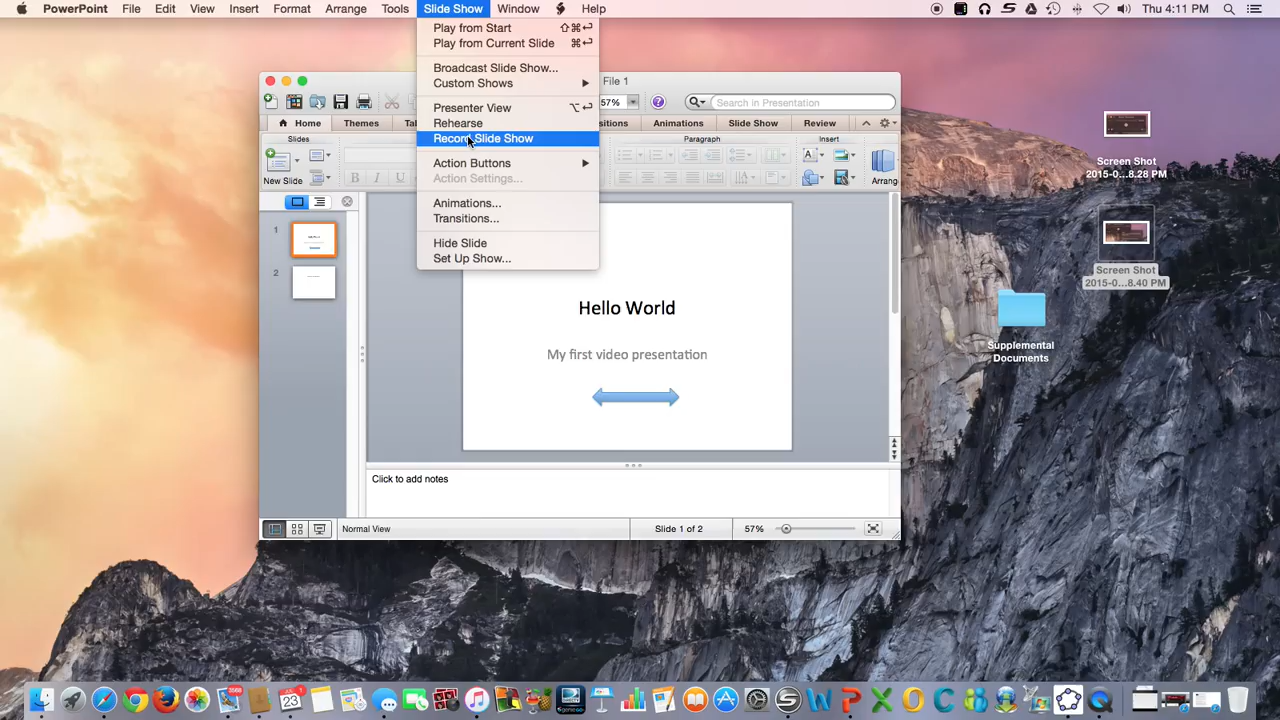 PowerPoint File Edit View Insert Format Arrange Tools Slide Show Window Help Thu 4:11 PM
Play from Start ⇧⌘↩
Play from Current Slide ⌘↩
Broadcast Slide Show...
Custom Shows
Presenter View ⌥↩
Rehearse
Record Slide Show
Action Buttons
Action Settings...
Animations...
Transitions...
Hide Slide
Set Up Show...
File 1
57%
Search in Presentation
Home Themes Animations Slide Show Review
Slides Paragraph Insert
New Slide
B I U
Arrang
1
2
Hello World
My first video presentation
Click to add notes
Normal View Slide 1 of 2 57%
Screen Shot
2015-0...8.28 PM
Screen Shot
2015-0...8.40 PM
Supplemental
Documents
23